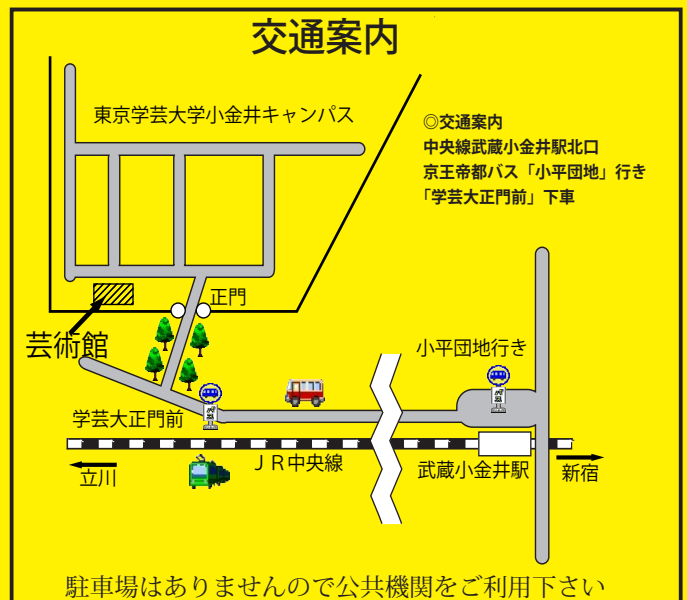 交通案内
東京学芸大学小金井キャンパス
◎交通案内
中央線武蔵小金井駅北口
京王帝都バス「小平団地」行き
「学芸大正門前」下車
正門
芸術館
小平団地行き
学芸大正門前
ＪＲ中央線
武蔵小金井駅
立川
新宿
駐車場はありませんので公共機関をご利用下さい